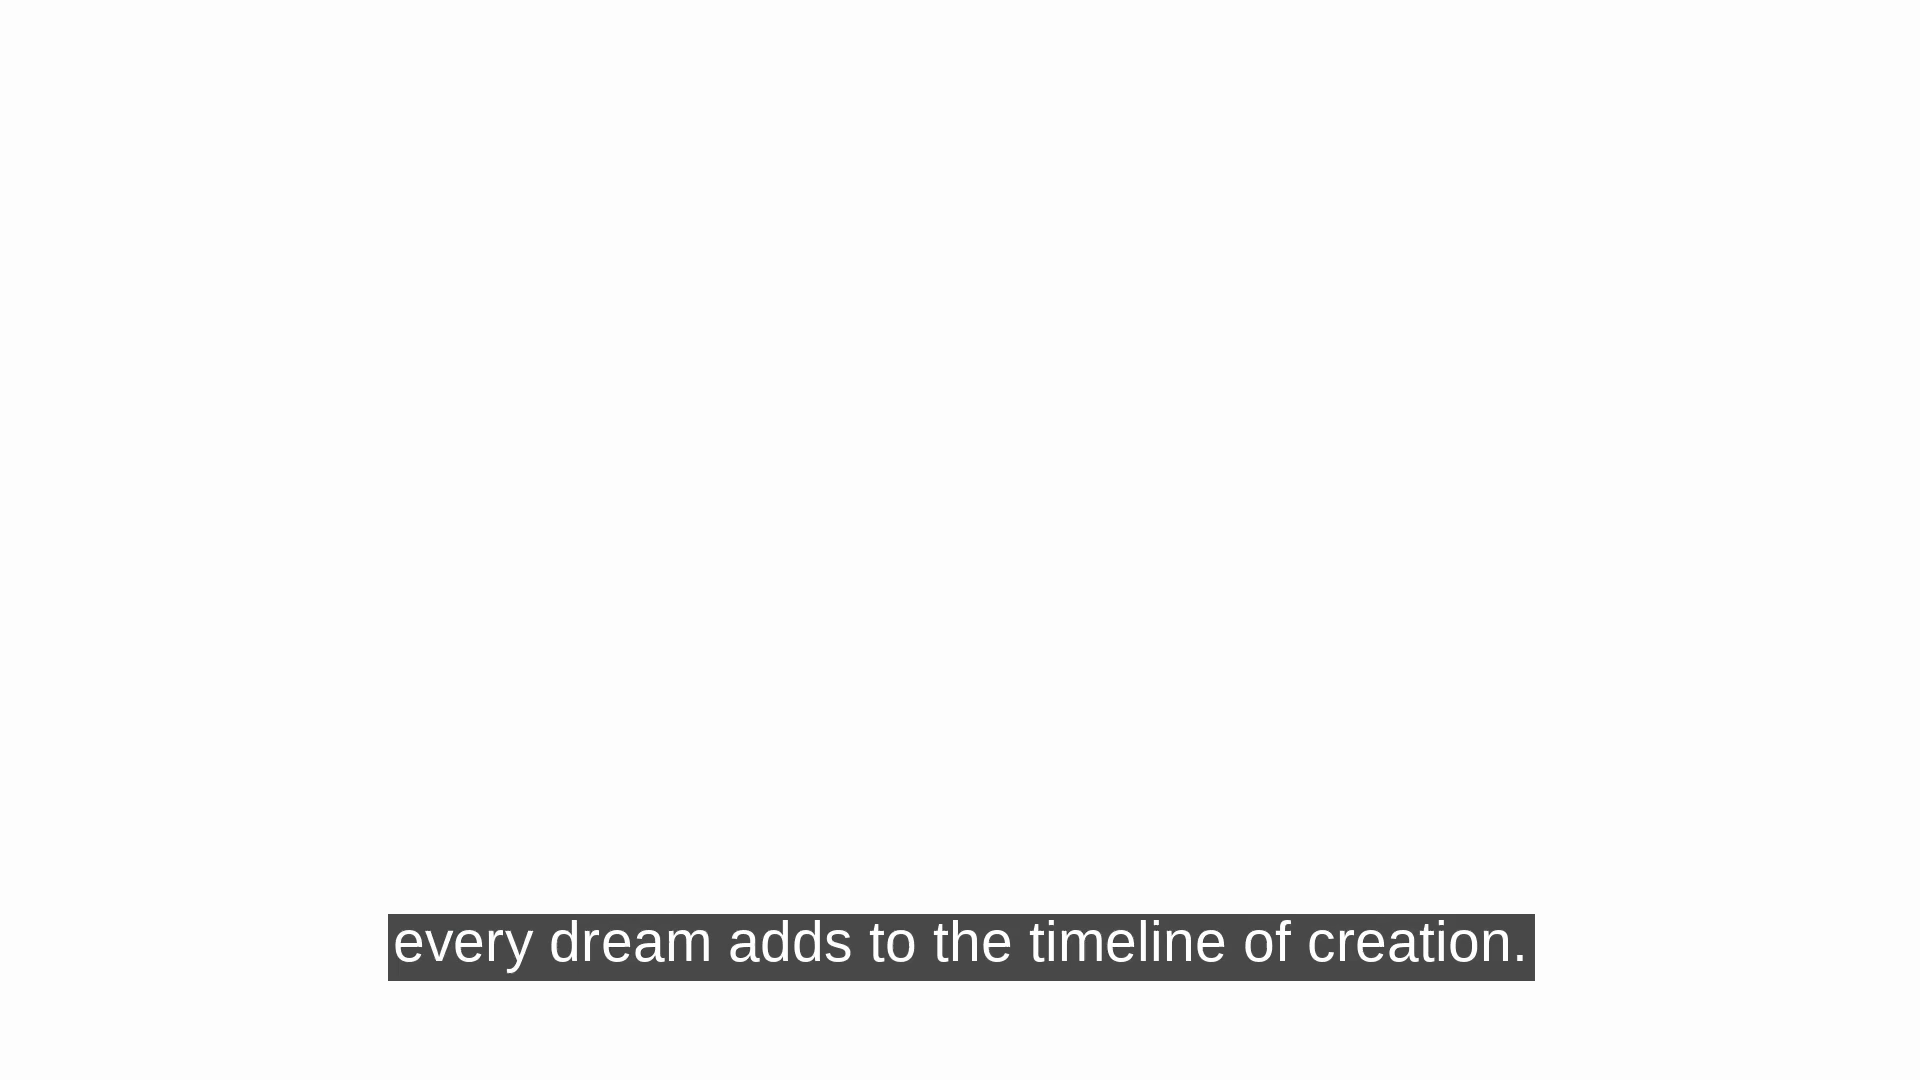 every dream adds to the timeline of creation.